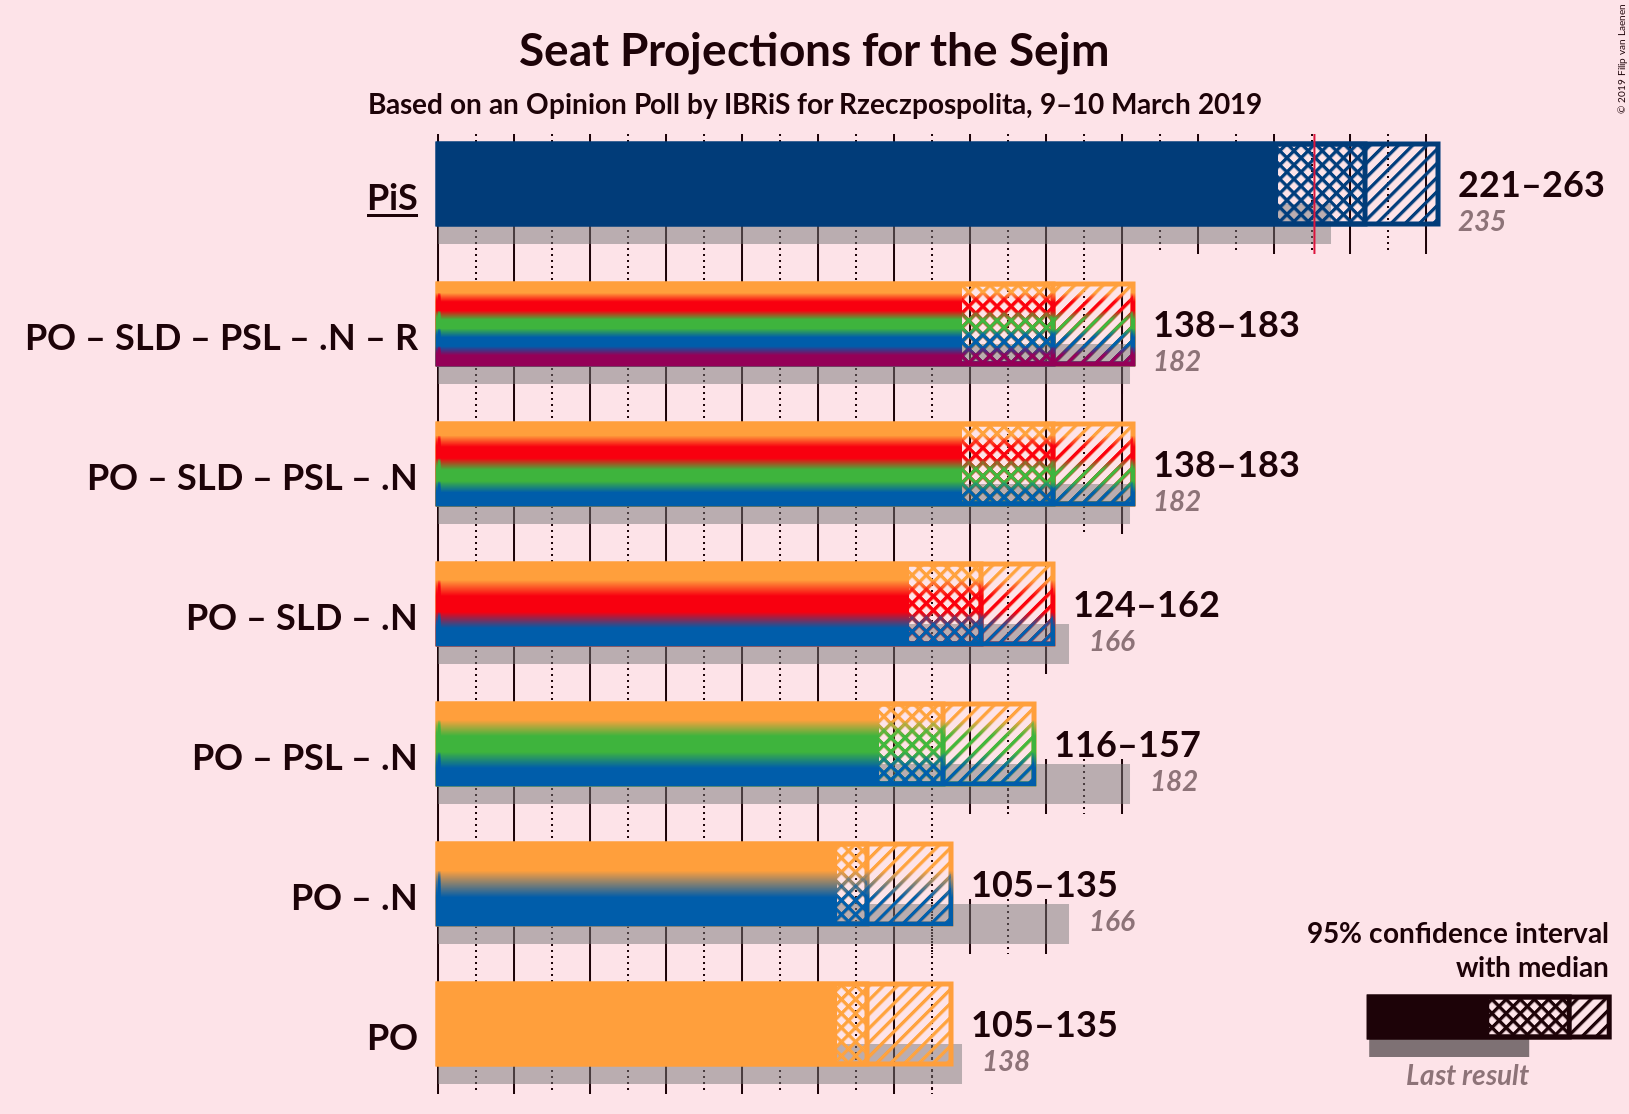 Seat Projections for the Sejm
Based on an Opinion Poll by IBRiS for Rzeczpospolita, 9–10 March 2019
© 2019 Filip van Laenen
PiS
221–263
235
PO – SLD – PSL – .N – R
138–183
182
PO – SLD – PSL – .N
138–183
182
PO – SLD – .N
124–162
166
PO – PSL – .N
116–157
182
PO – .N
105–135
166
PO
105–135
138
95% confidence interval
with median
Last result